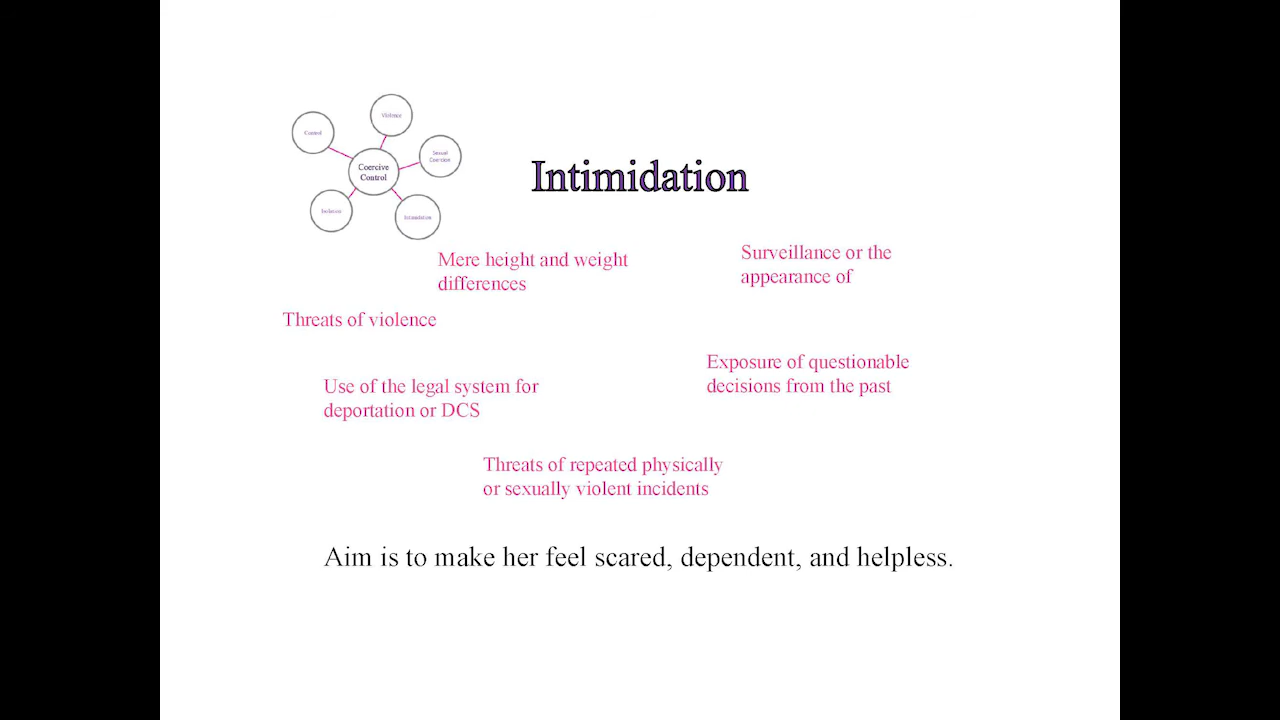 Violence
Control
Sexual
Coercion
Coercive
Control
Isolation
Intimidation
Intimidation
Mere height and weight
differences
Surveillance or the
appearance of
Threats of violence
Exposure of questionable
decisions from the past
Use of the legal system for
deportation or DCS
Threats of repeated physically
or sexually violent incidents
Aim is to make her feel scared, dependent, and helpless.